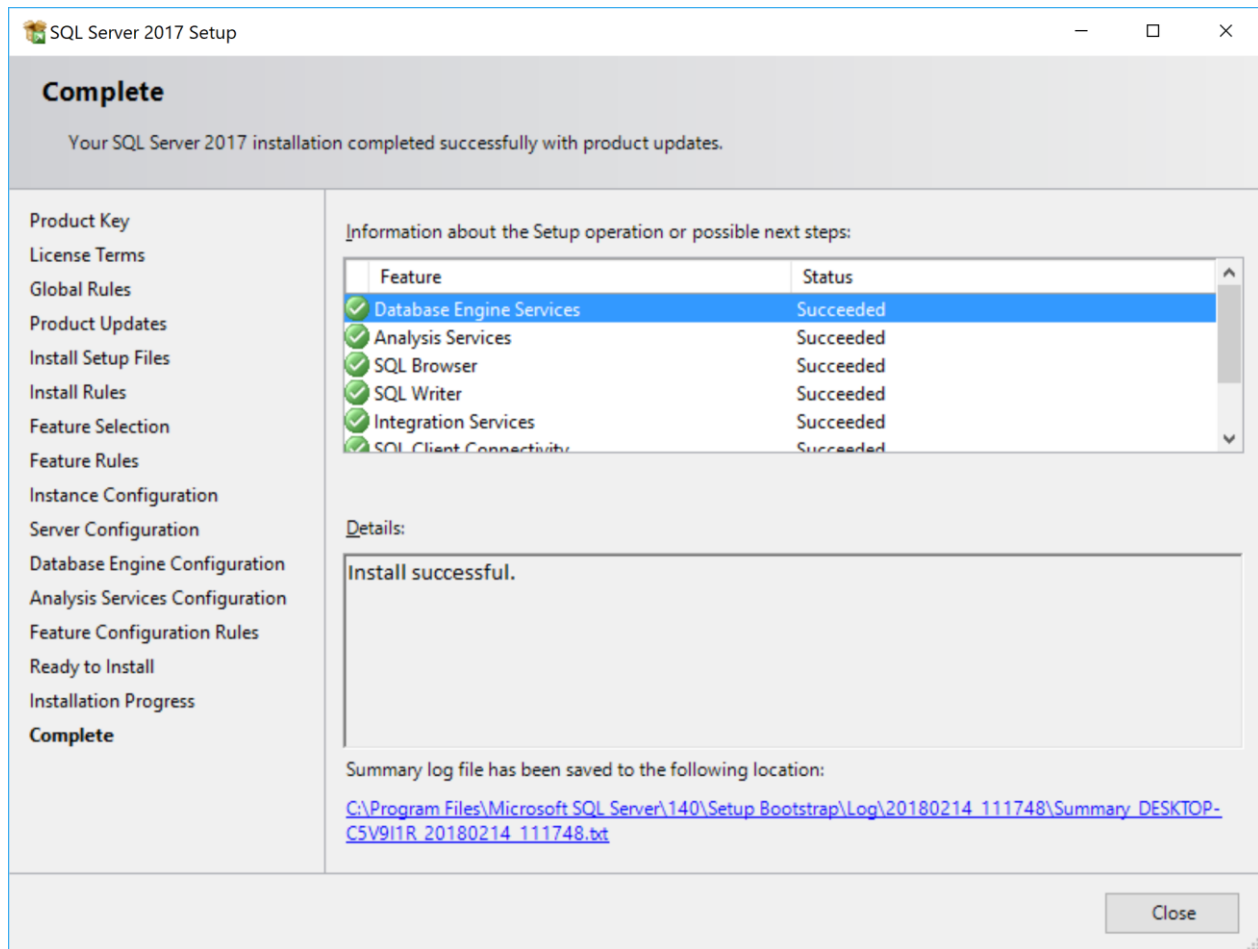 SQL Server 2017 Setup
Complete
Your SQL Server 2017 installation completed successfully with product updates.
Product Key
License Terms
Global Rules
Product Updates
Install Setup Files
Install Rules
Feature Selection
Feature Rules
Instance Configuration
Server Configuration
Database Engine Configuration
Analysis Services Configuration
Feature Configuration Rules
Ready to Install
Installation Progress
Complete
Information about the Setup operation or possible next steps:
Feature Status
Database Engine Services Succeeded
Analysis Services Succeeded
SQL Browser Succeeded
SQL Writer Succeeded
Integration Services Succeeded
SQL Client Connectivity Succeeded
Details:
Install successful.
Summary log file has been saved to the following location:
C:\Program Files\Microsoft SQL Server\140\Setup Bootstrap\Log\20180214_111748\Summary_DESKTOP-
C5V9I1R_20180214_111748.txt
Close